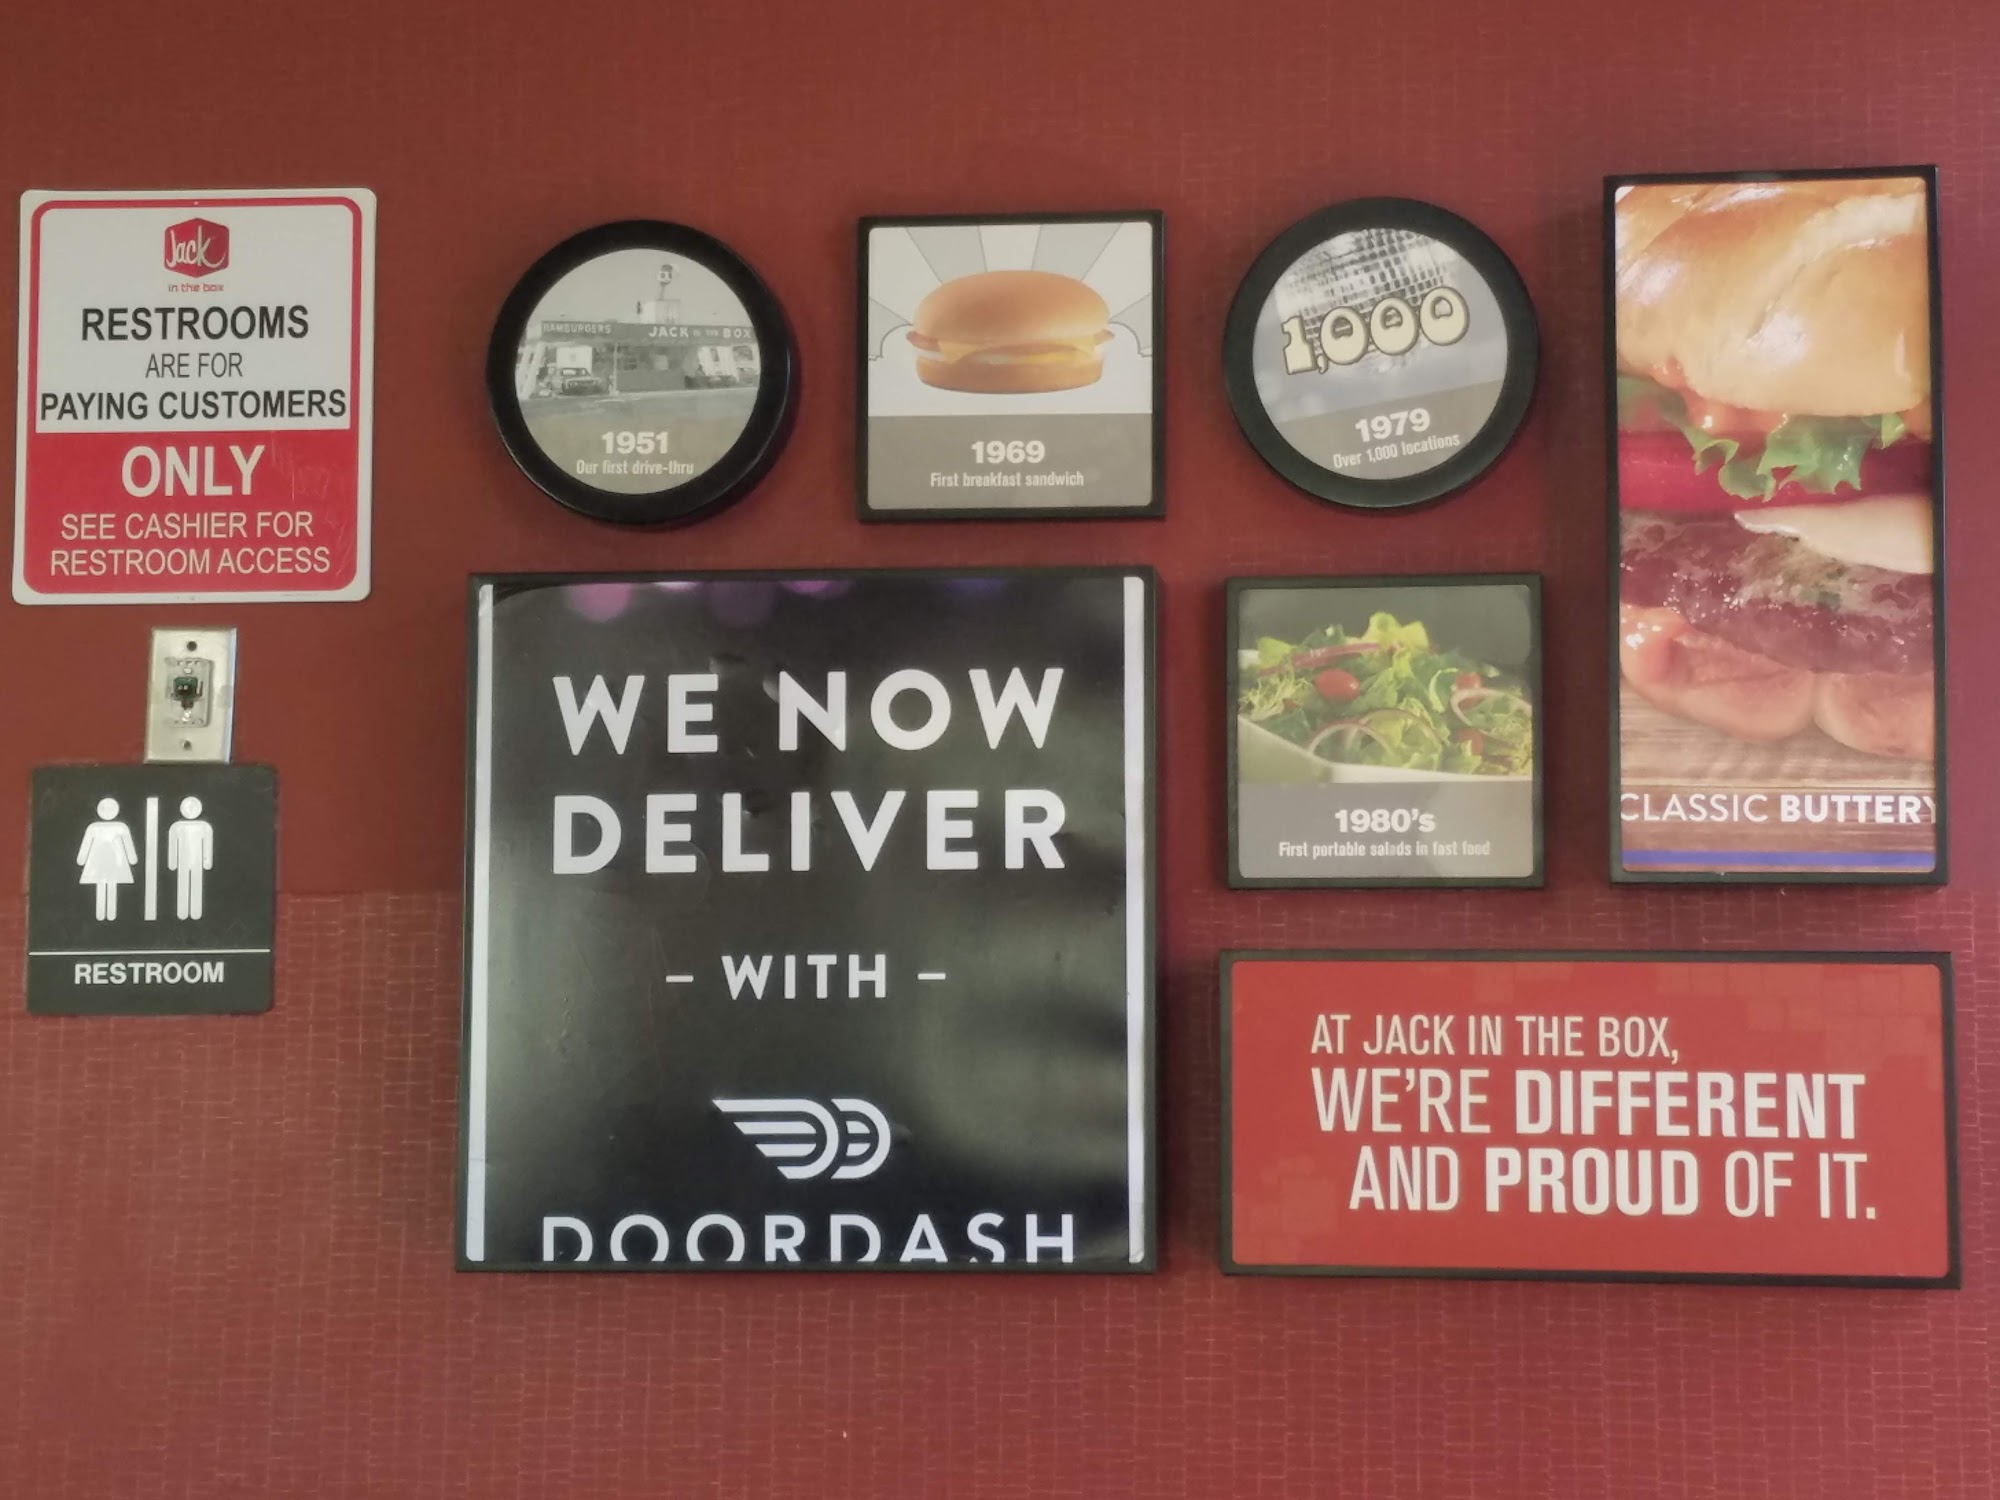 Jack
in the box
RESTROOMS
ARE FOR
PAYING CUSTOMERS
ONLY
SEE CASHIER FOR
RESTROOM ACCESS
RESTROOM
HAMBURGERS JACK IN THE BOX
1951
Our first drive-thru
1969
First breakfast sandwich
1,000
1979
Over 1,000 locations
WE NOW
DELIVER
– WITH –
DOORDASH
1980's
First portable salads in fast food
CLASSIC BUTTERY
AT JACK IN THE BOX,
WE'RE DIFFERENT
AND PROUD OF IT.